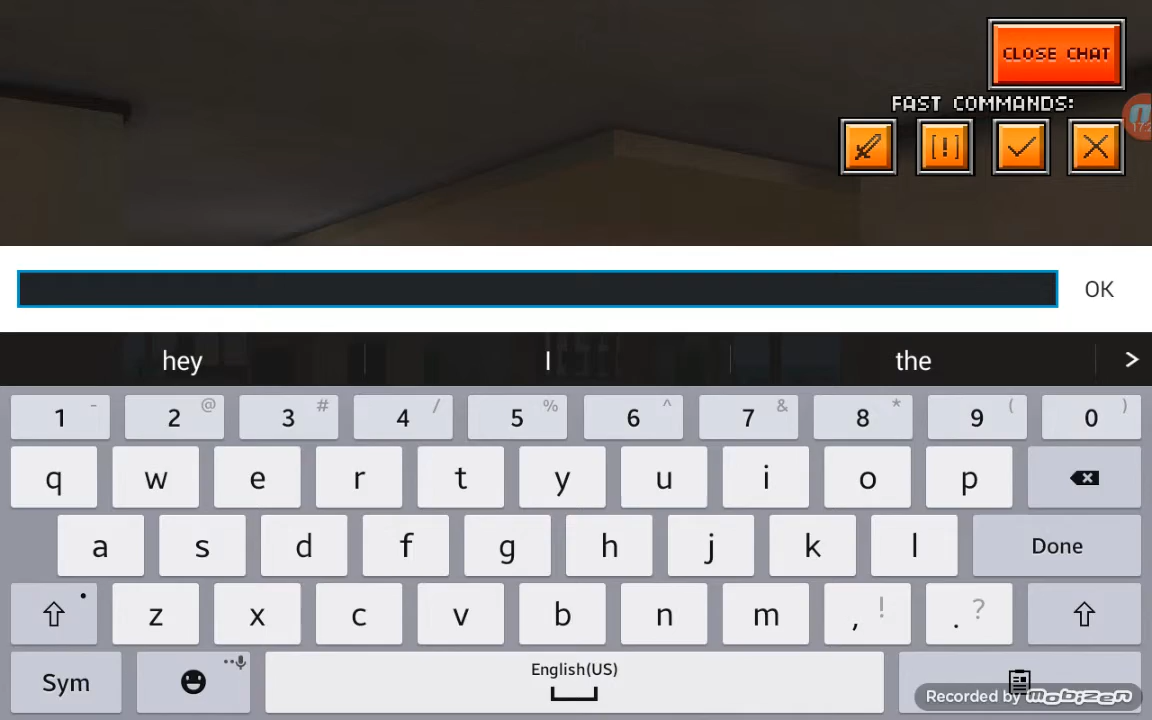 CLOSE CHAT
FAST COMMANDS:
[!]
OK
hey I the >
1 - 2 @ 3 # 4 / 5 % 6 ^ 7 & 8 * 9 ( 0 )
q w e r t y u i o p
a s d f g h j k l Done
z x c v b n m , ! . ?
Sym English(US)
Recorded by mobizen